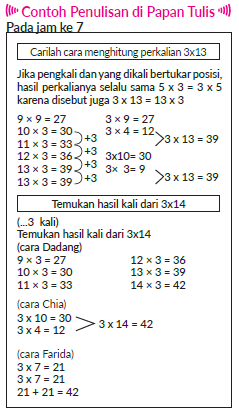 Contoh Penulisan di Papan Tulis
Pada jam ke 7
Carilah cara menghitung perkalian 3x13
Jika pengkali dan yang dikali bertukar posisi,
hasil perkalianya selalu sama 5 x 3 = 3 x 5
karena disebut juga 3 x 13 = 13 x 3
9 × 9 = 27
10 × 3 = 30
11 × 3 = 33
12 × 3 = 36
13 × 3 = 39
13 × 3 = 39
+3
+3
+3
+3
3 × 9 = 27
3 × 4 = 12
3 x 13 = 39
3x10= 30
3× 3= 9
3 x 13 = 39
Temukan hasil kali dari 3x14
(...3 kali)
Temukan hasil kali dari 3x14
(cara Dadang)
9 × 3 = 27
10 × 3 = 30
11 × 3 = 33
12 × 3 = 36
13 × 3 = 39
14 × 3 = 42
(cara Chia)
3 x 10 = 30
3 x 4 = 12
3 x 14 = 42
(cara Farida)
3 x 7 = 21
3 x 7 = 21
21 + 21 = 42